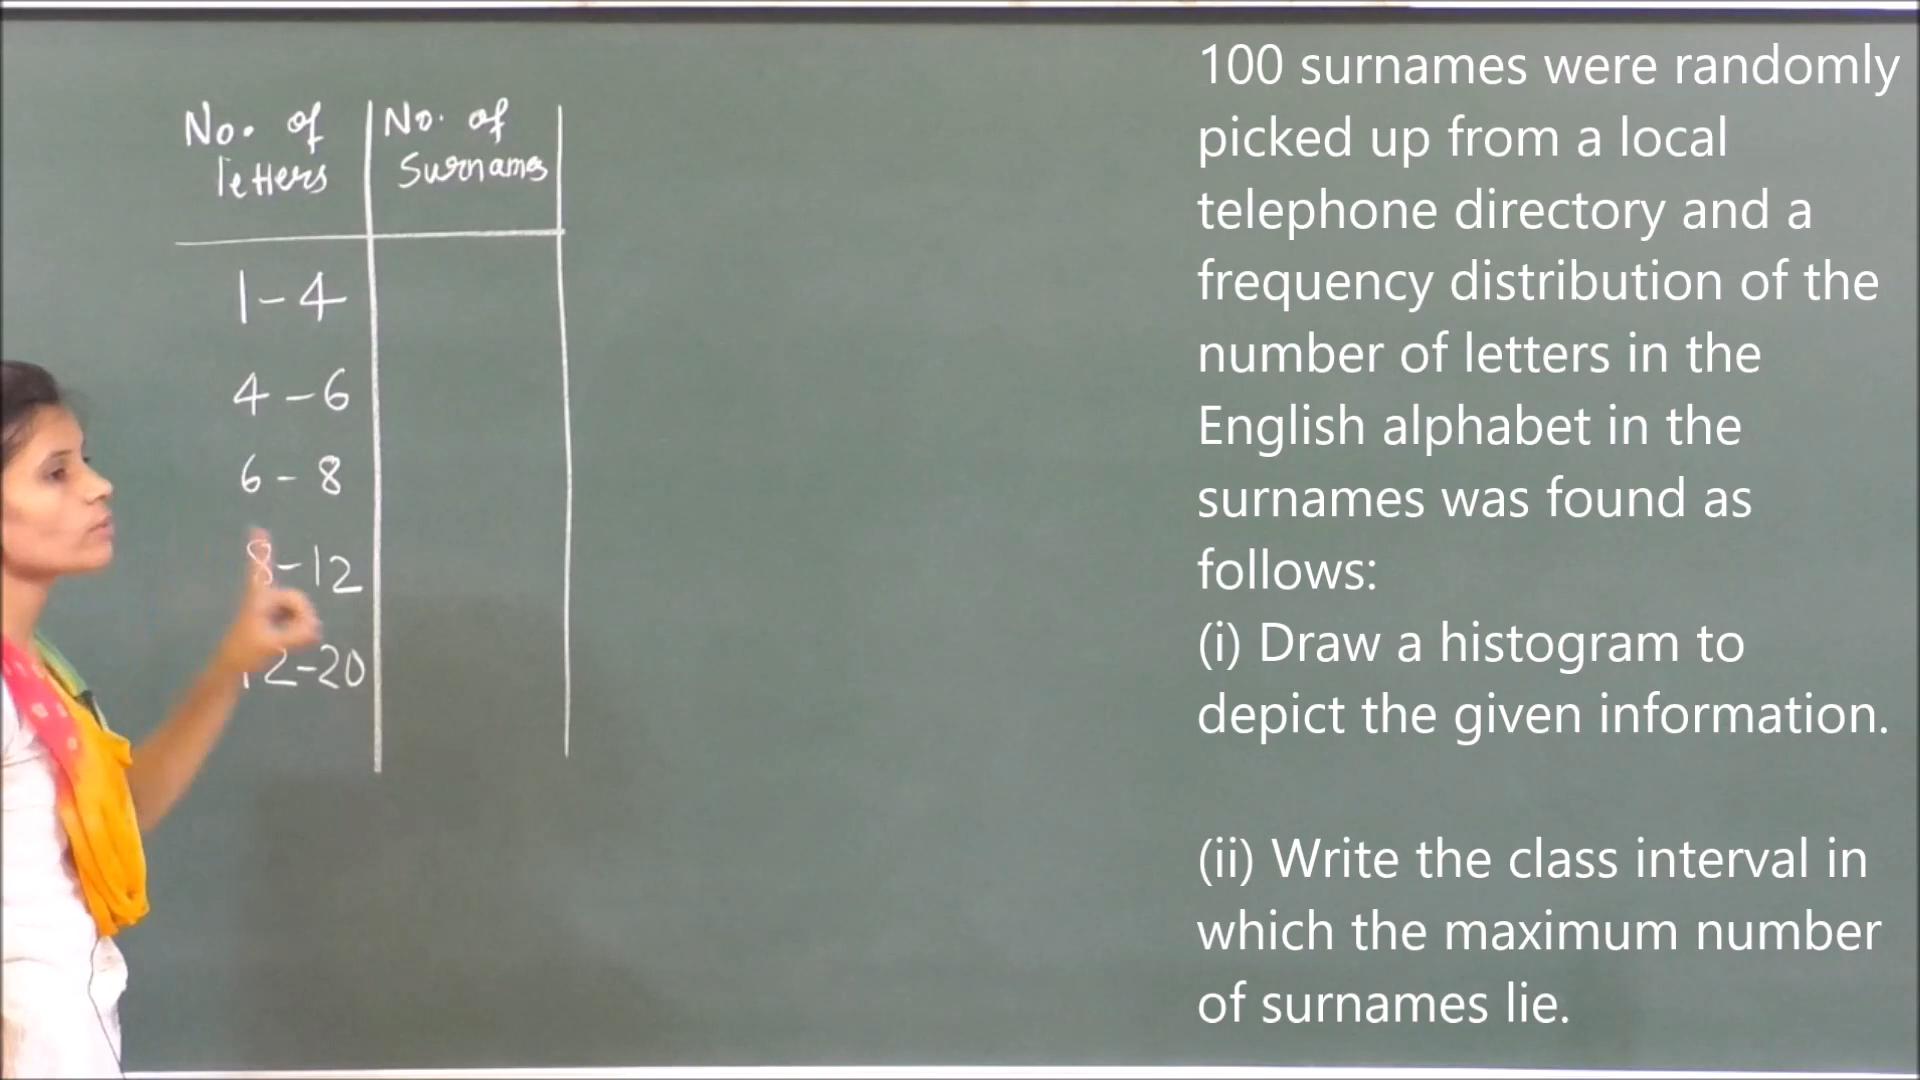 No. of
letters
No. of
Surnames
1-4
4-6
6-8
8-12
12-20
100 surnames were randomly
picked up from a local
telephone directory and a
frequency distribution of the
number of letters in the
English alphabet in the
surnames was found as
follows:
(i) Draw a histogram to
depict the given information.
(ii) Write the class interval in
which the maximum number
of surnames lie.